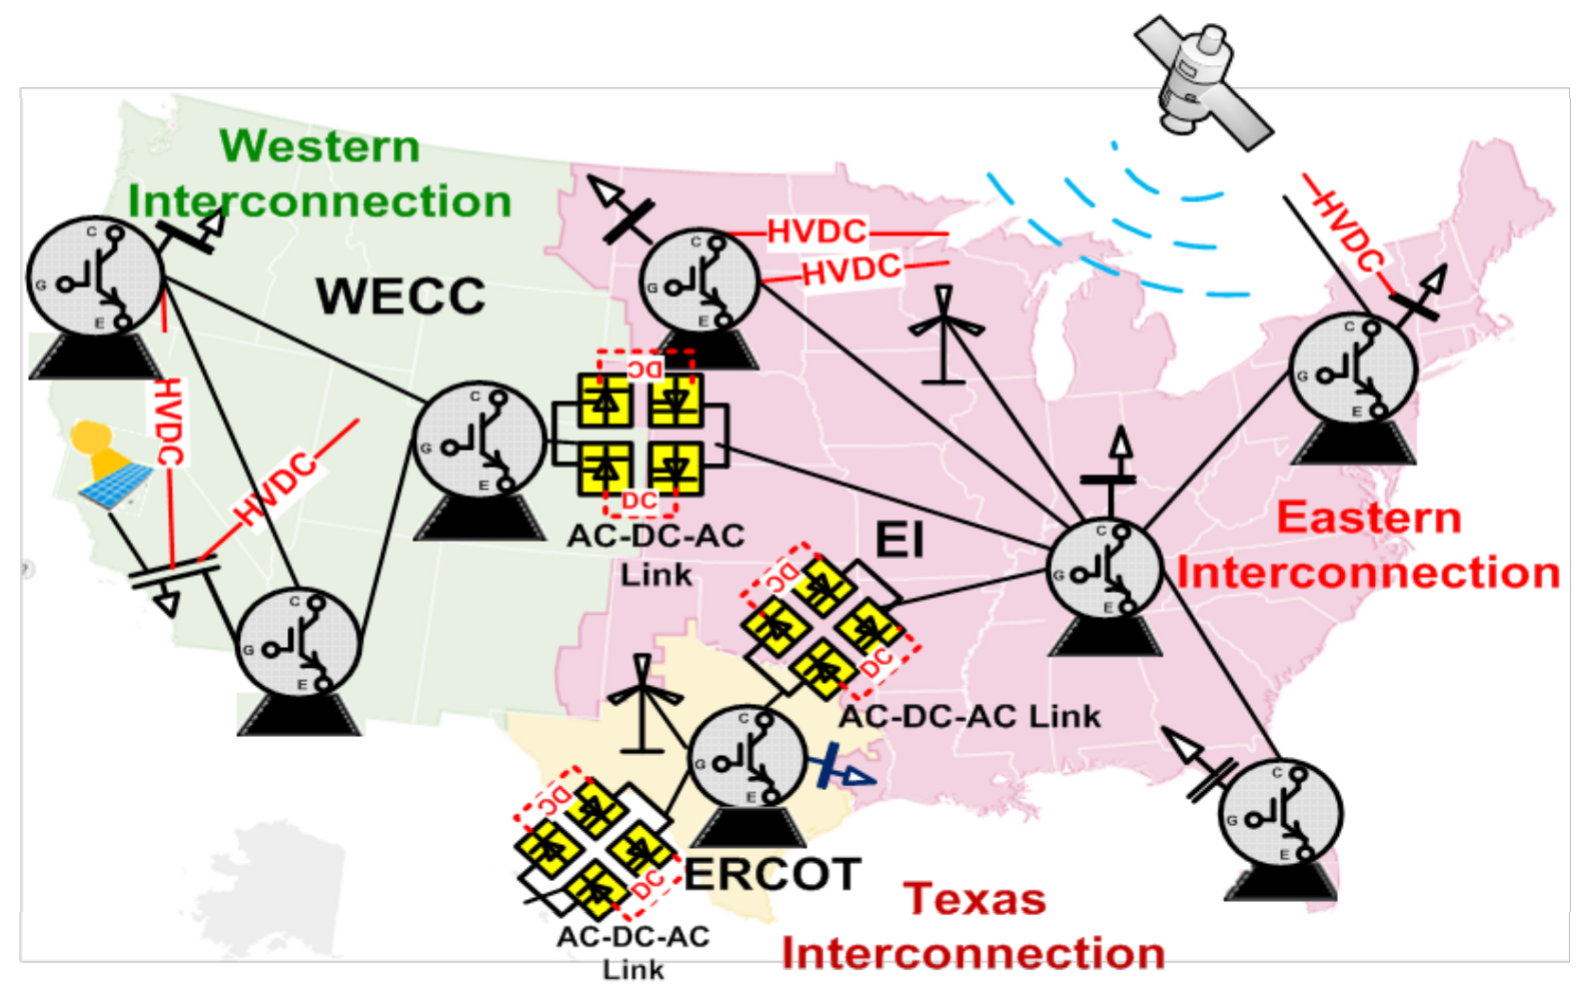 Western
Interconnection
WECC
HVDC
HVDC
HVDC
HVDC
HVDC
C
G
E
C
G
E
C
G
E
C
G
E
C
G
E
C
G
E
C
G
E
C
G
E
DC
DC
AC-DC-AC
Link
EI
Eastern
Interconnection
DC
DC
AC-DC-AC Link
DC
DC
AC-DC-AC
Link
ERCOT
Texas
Interconnection